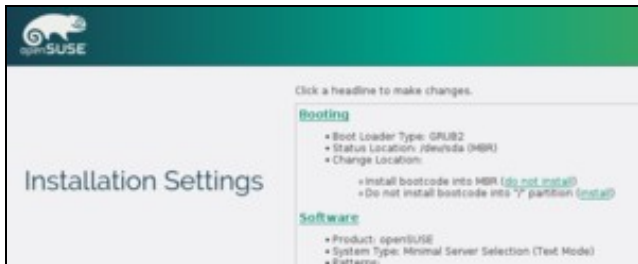 openSUSE
Click a headline to make changes.
Booting
• Boot Loader Type: GRUB2
• Status Location: /dev/sda (MBR)
• Change Location:
◦ Install bootcode into MBR (do not install)
◦ Do not install bootcode into "/" partition (install)
Installation Settings
Software
• Product: openSUSE
• System Type: Minimal Server Selection (Text Mode)
• Patterns: